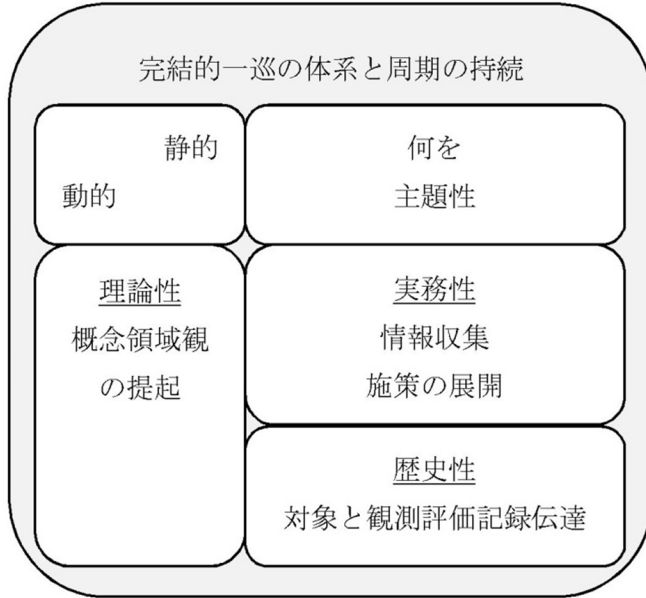 完結的一巡の体系と周期の持続
静的
動的
何を
主題性
理論性
概念領域観
の提起
実務性
情報収集
施策の展開
歴史性
対象と観測評価記録伝達